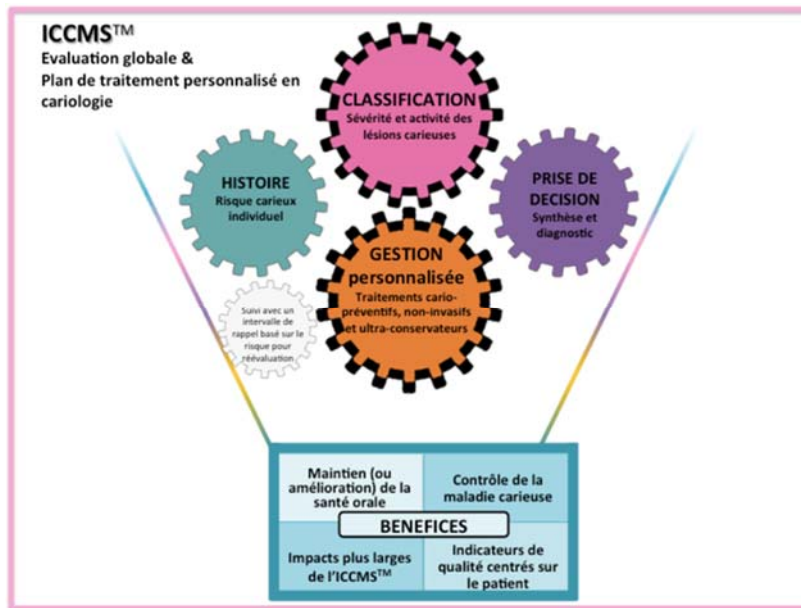 ICCMS™
Evaluation globale &
Plan de traitement personnalisé en
cariologie
CLASSIFICATION
Sévérité et activité des
lésions carieuses
HISTOIRE
Risque carieux
individuel
PRISE DE
DECISION
Synthèse et
diagnostic
GESTION
personnalisée
Traitements cario-
préventifs, non-invasifs
et ultra-conservateurs
Suivi avec un
intervalle de
rappel basé sur le
risque pour
réévaluation
Maintien (ou
amélioration) de la
santé orale
Contrôle de la
maladie carieuse
BENEFICES
Impacts plus larges
de l'ICCMS™
Indicateurs de
qualité centrés sur
le patient